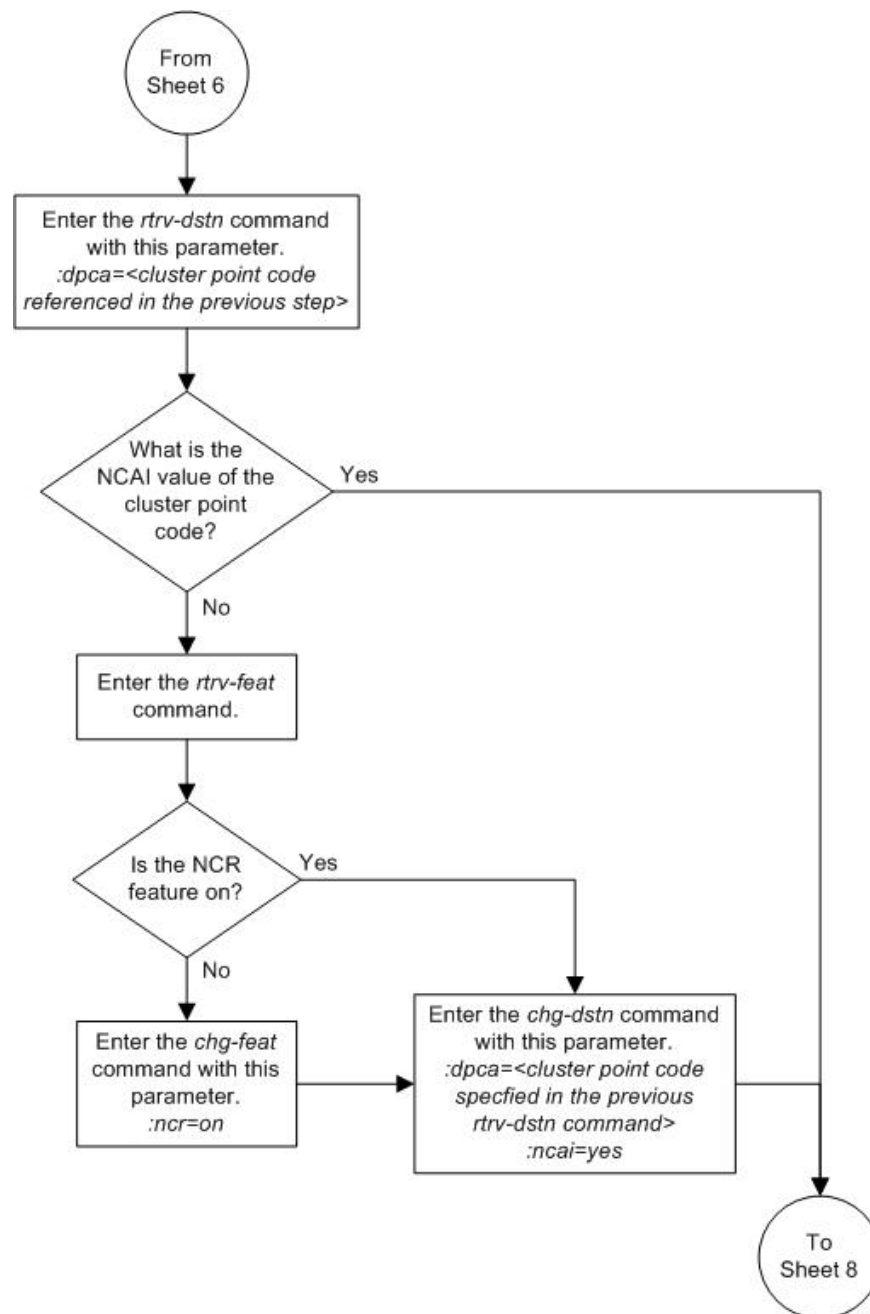 From
Sheet 6
Enter the rtrv-dstn command
with this parameter.
:dpca=<cluster point code
referenced in the previous step>
What is the
NCAI value of the
cluster point
code?
Yes
No
Enter the rtrv-feat
command.
Is the NCR
feature on?
Yes
No
Enter the chg-feat
command with this
parameter.
:ncr=on
Enter the chg-dstn command
with this parameter.
:dpca=<cluster point code
specfied in the previous
rtrv-dstn command>
:ncai=yes
To
Sheet 8